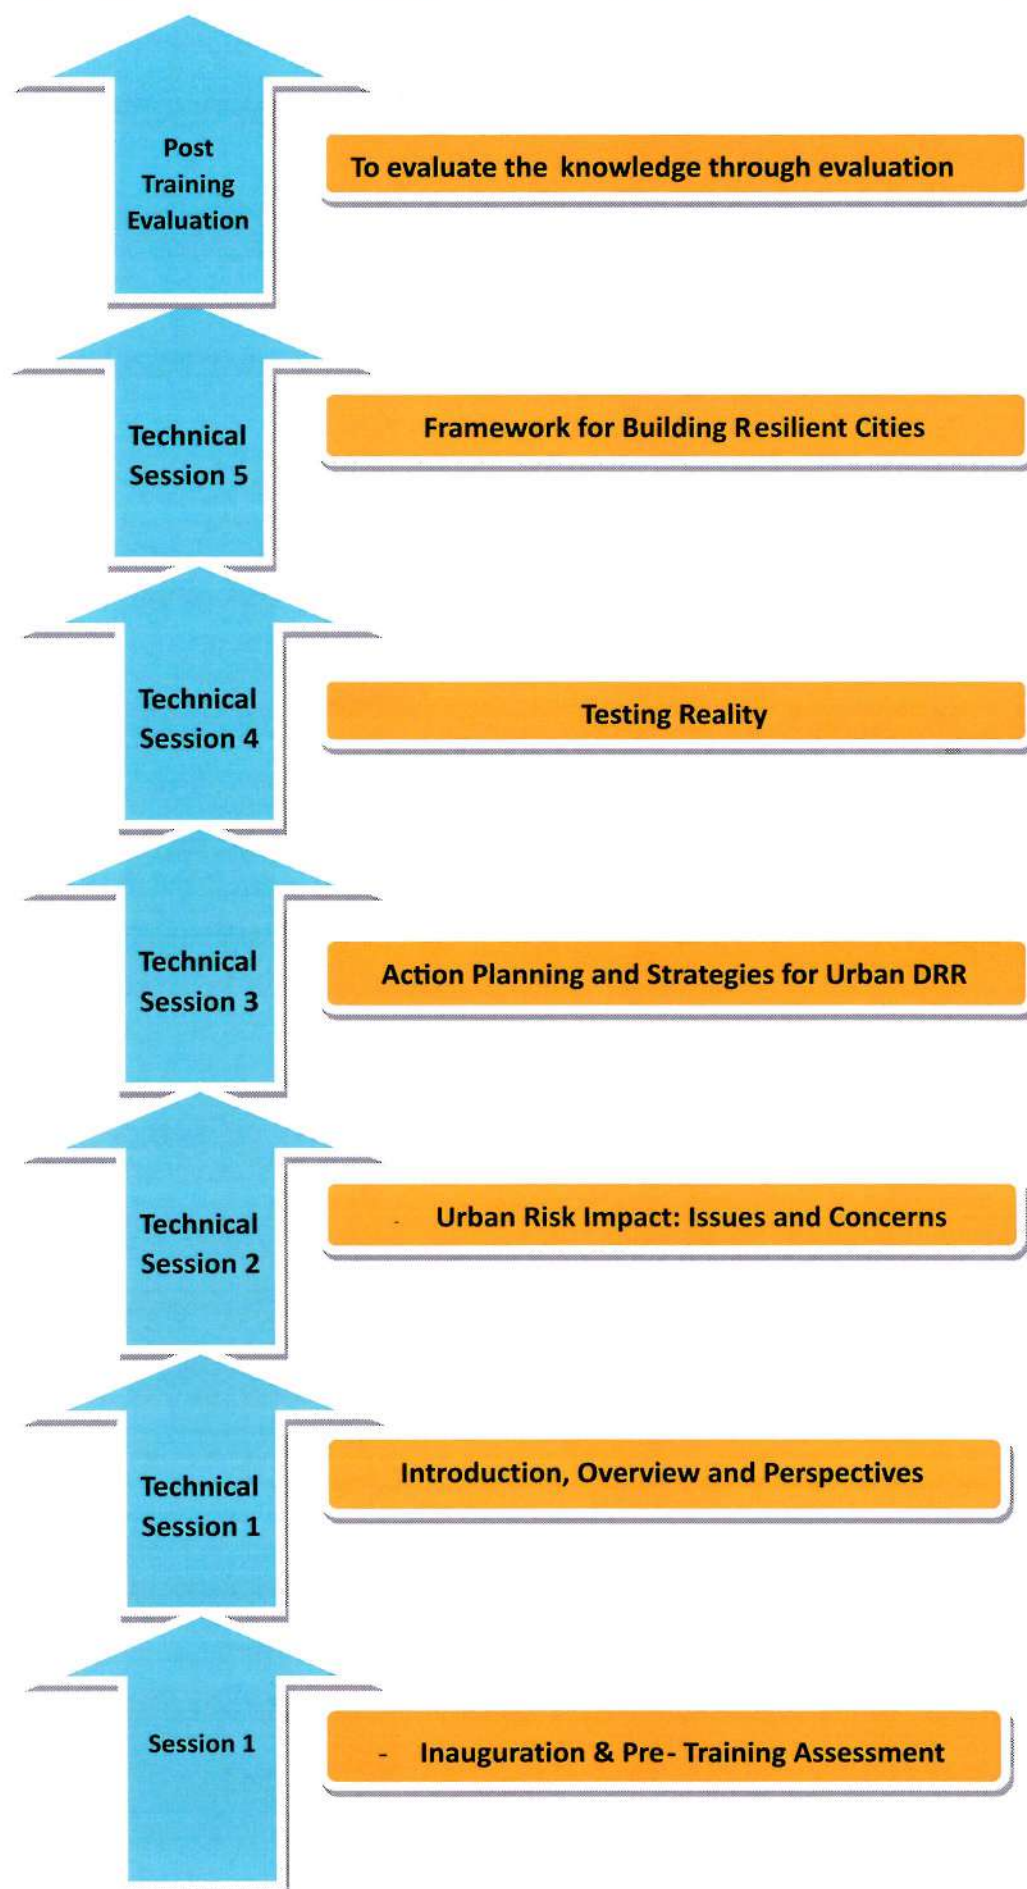 Post
Training
Evaluation
To evaluate the knowledge through evaluation
Technical
Session 5
Framework for Building Resilient Cities
Technical
Session 4
Testing Reality
Technical
Session 3
Action Planning and Strategies for Urban DRR
Technical
Session 2
- Urban Risk Impact: Issues and Concerns
Technical
Session 1
Introduction, Overview and Perspectives
Session 1
- Inauguration & Pre- Training Assessment